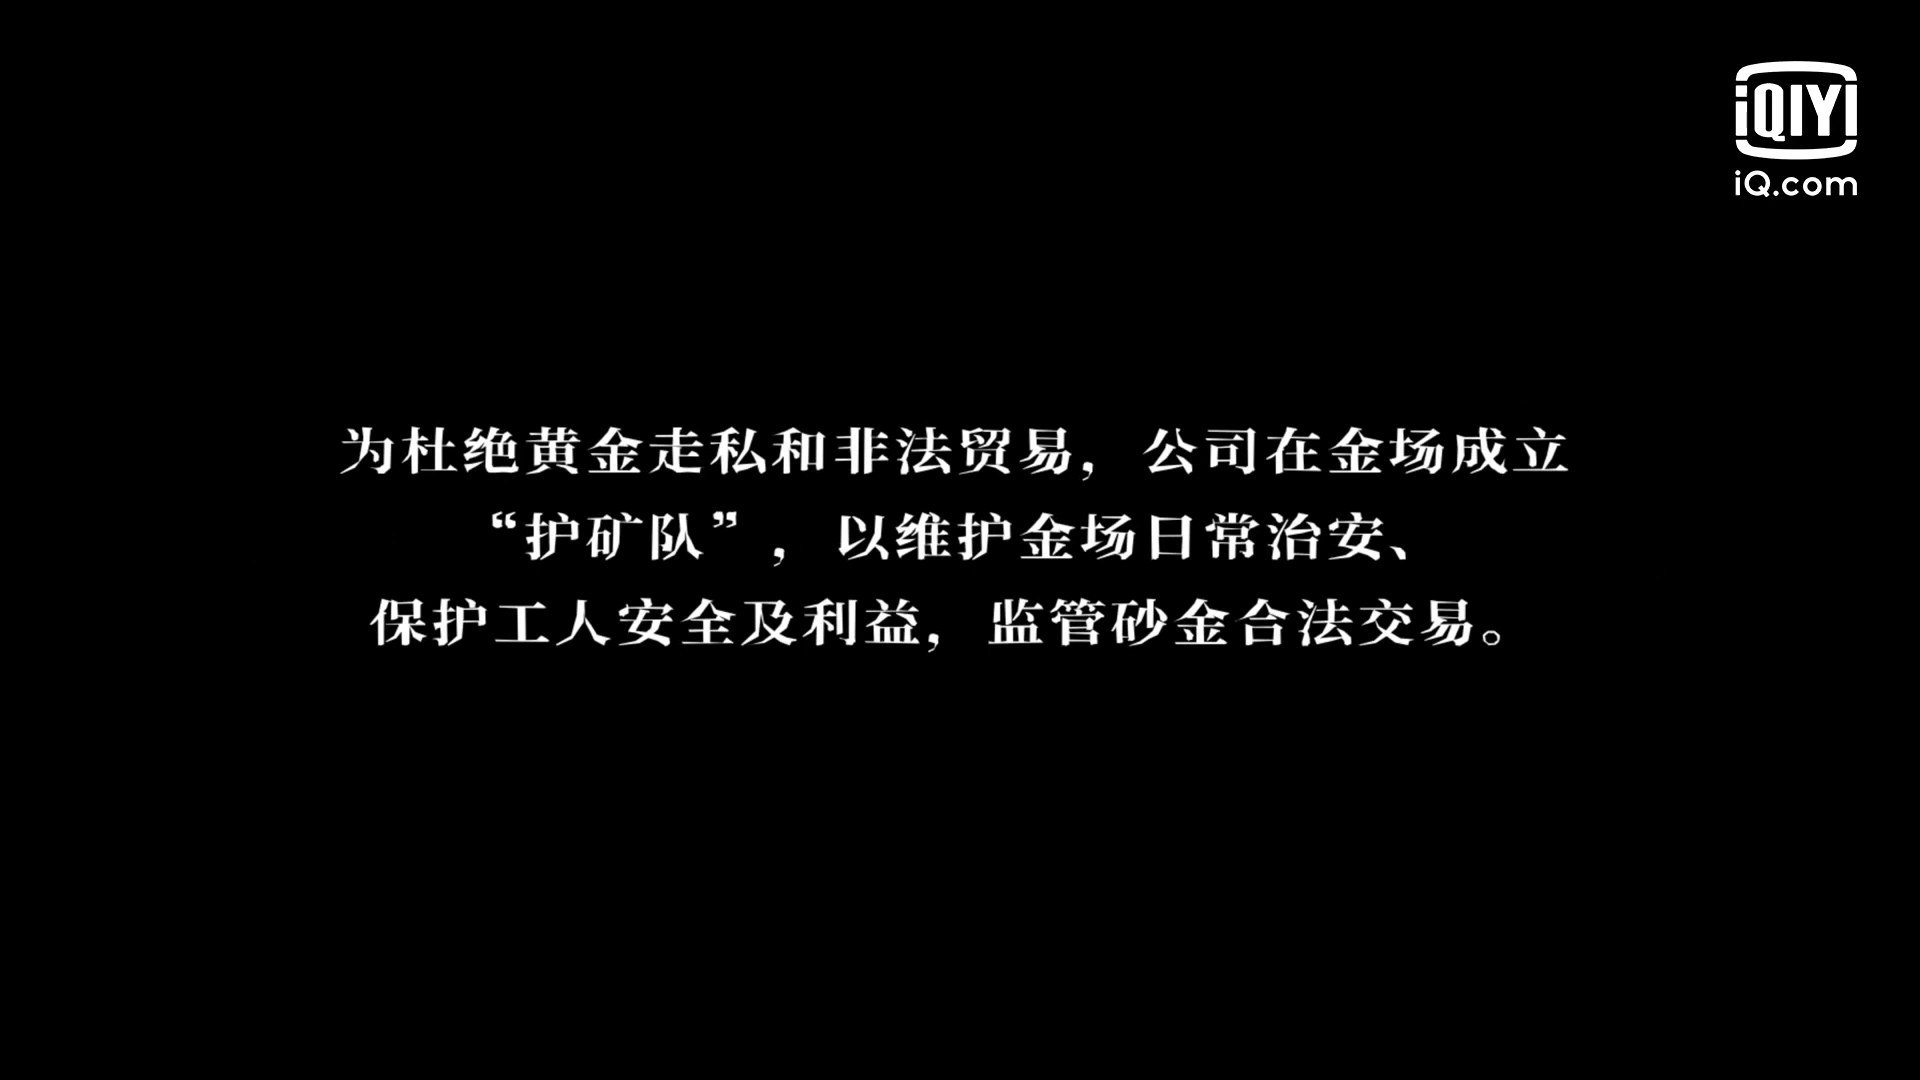 iQIYI
iQ.com
为杜绝黄金走私和非法贸易，公司在金场成立
“护矿队”，以维护金场日常治安、
保护工人安全及利益，监管砂金合法交易。